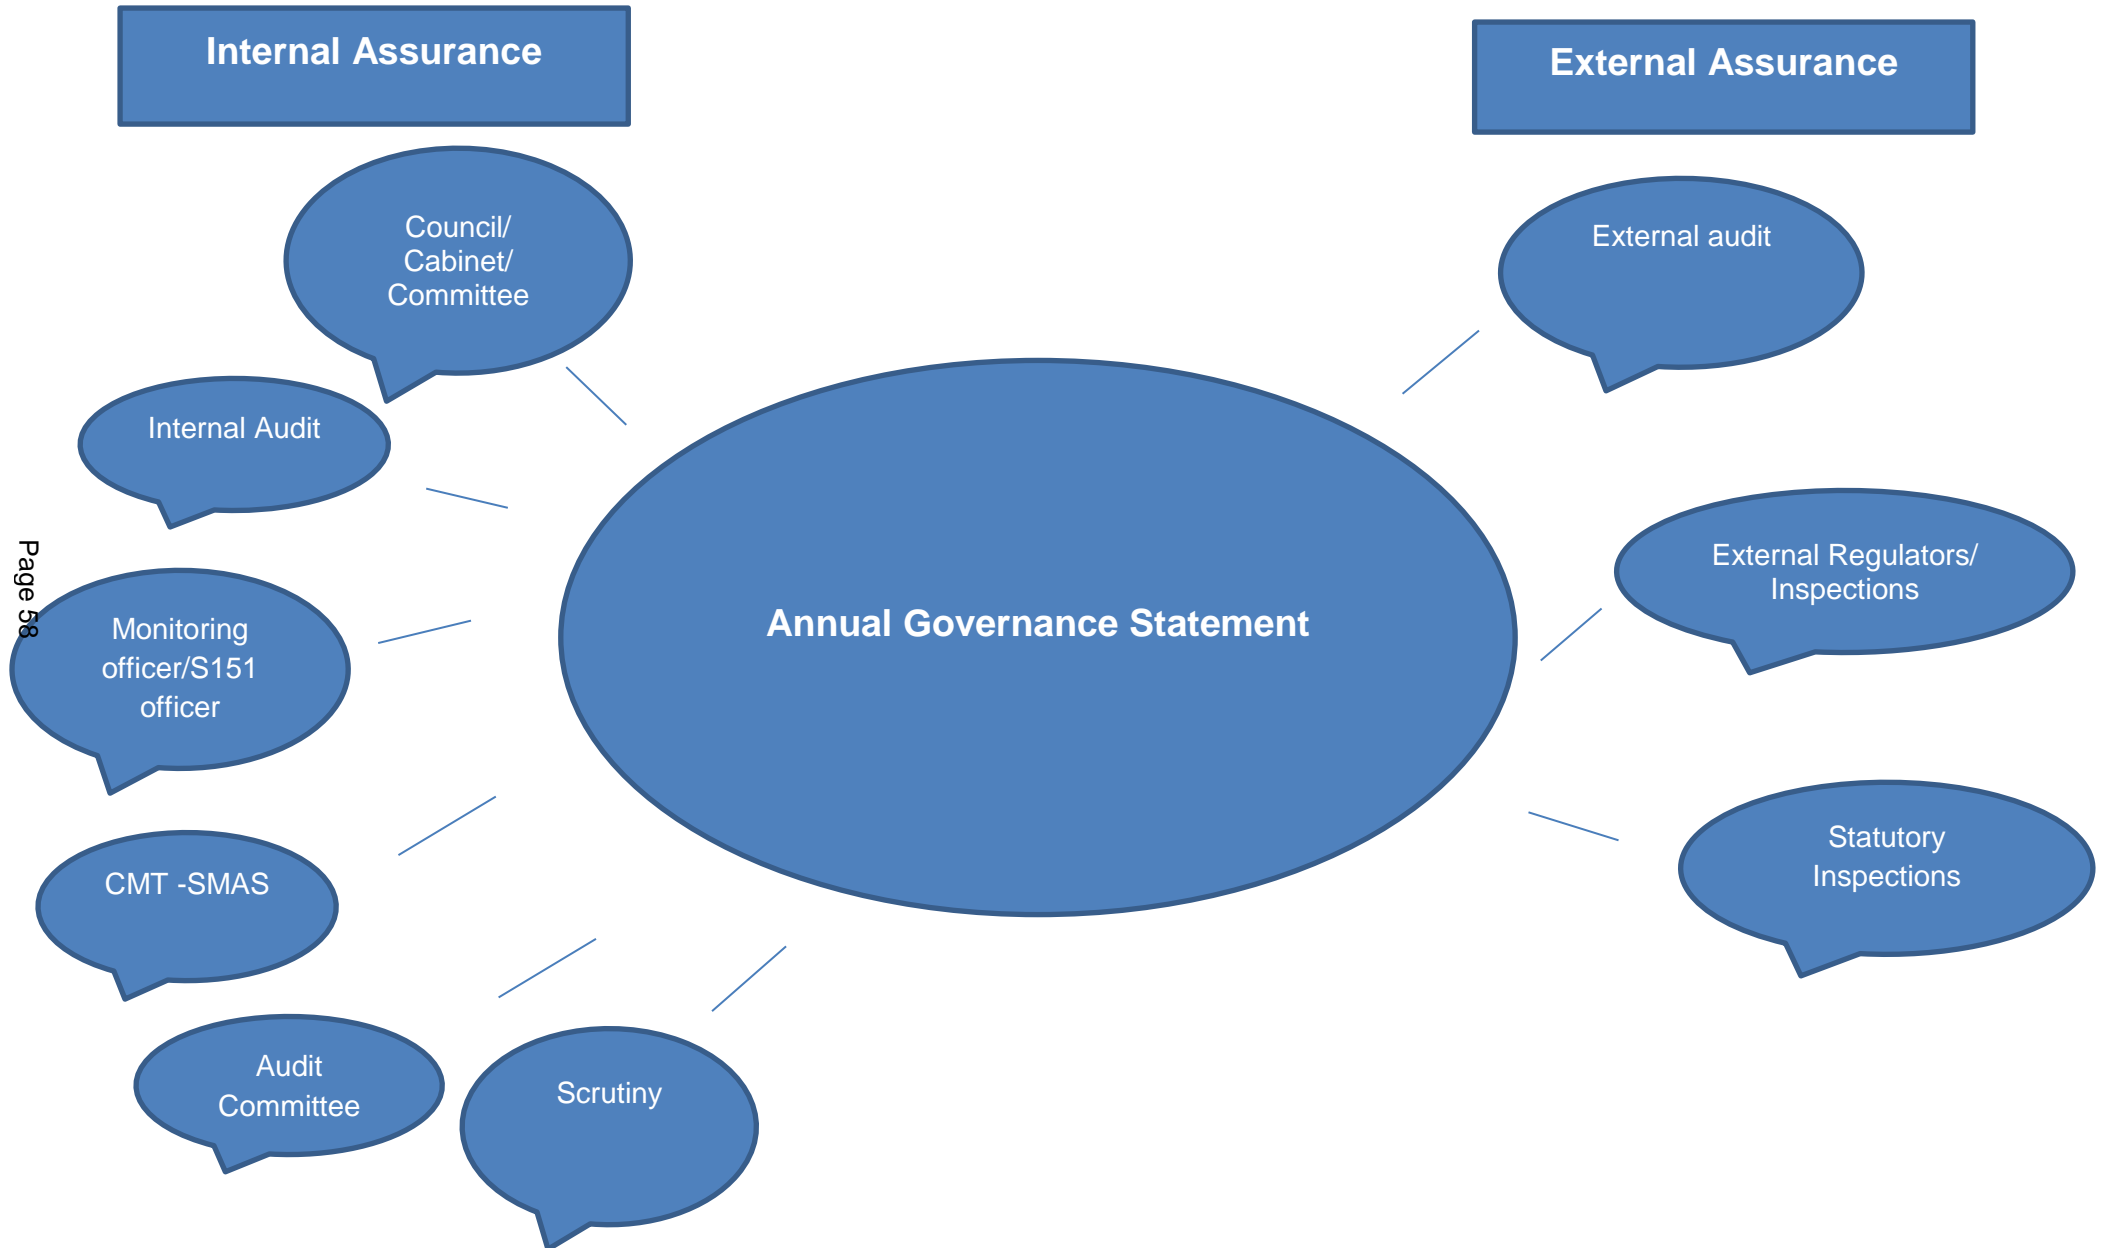 Internal Assurance
External Assurance
Council/
Cabinet/
Committee
External audit
Internal Audit
Page 58
External Regulators/
Inspections
Annual Governance Statement
Monitoring
officer/S151
officer
Statutory
Inspections
CMT -SMAS
Audit
Committee
Scrutiny